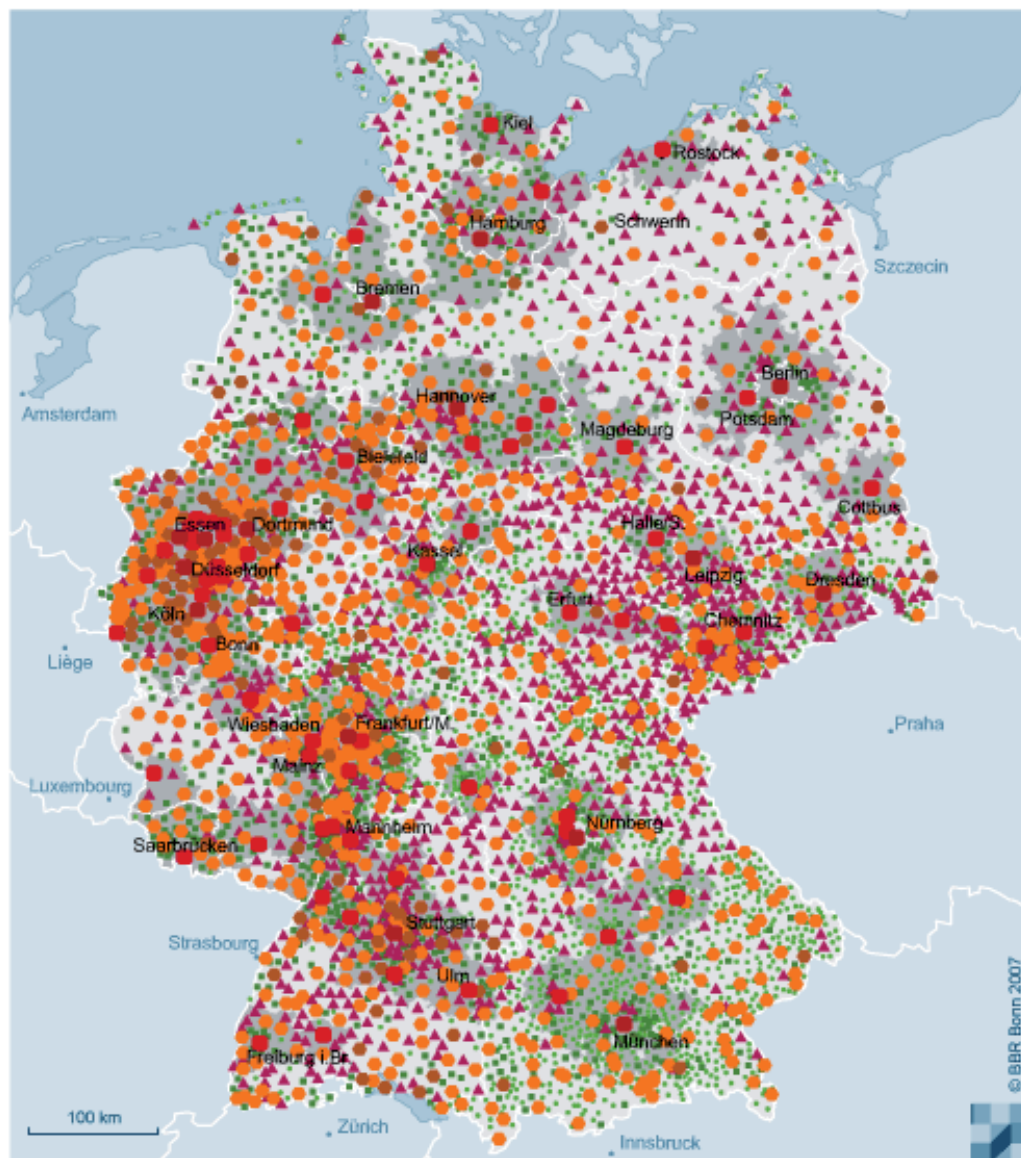 Kiel
Rostock
Hamburg
Schwerin
Szczecin
Bremen
Berlin
Amsterdam
Hannover
Potsdam
Magdeburg
Bielefeld
Cottbus
Essen
Dortmund
Halle/S.
Kassel
Düsseldorf
Leipzig
Dresden
Erfurt
Köln
Chemnitz
Bonn
Liège
Wiesbaden
Frankfurt/M.
Praha
Mainz
Luxembourg
Mannheim
Nürnberg
Saarbrücken
Stuttgart
Strasbourg
Ulm
München
Freiburg i.Br.
© BBR Bonn 2007
100 km
Zürich
Innsbruck